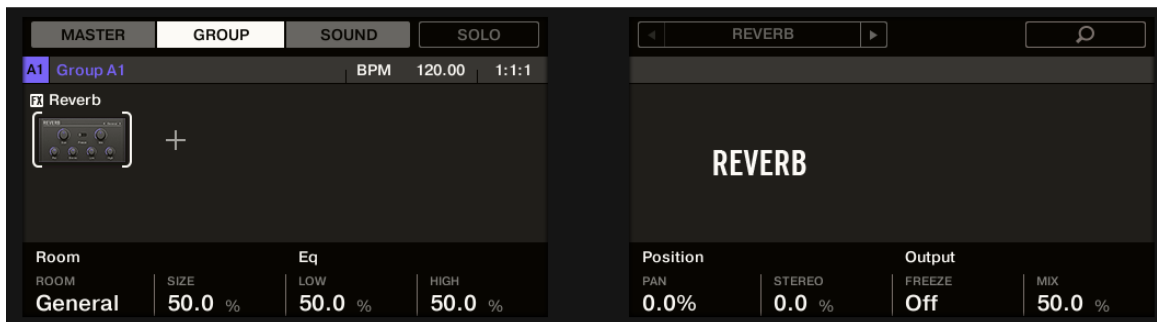 MASTER GROUP SOUND SOLO
A1 Group A1 BPM 120.00 1:1:1
FX Reverb
REVERB
Room Eq
ROOM SIZE LOW HIGH
General 50.0 % 50.0 % 50.0 %
REVERB
REVERB
Position Output
PAN STEREO FREEZE MIX
0.0% 0.0 % Off 50.0 %